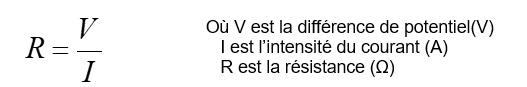 R = V/I
Où V est la différence de potentiel(V)
I est l’intensité du courant (A)
R est la résistance (Ω)